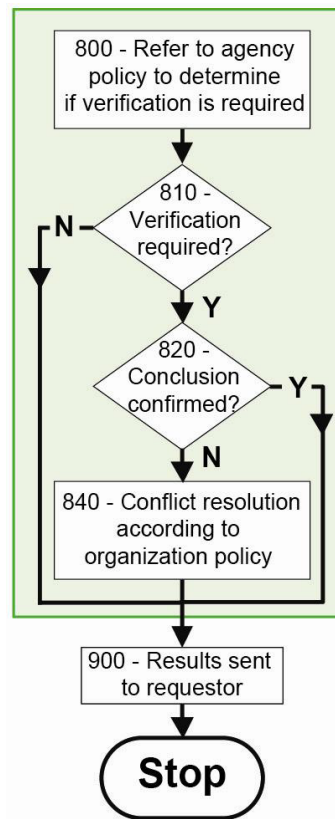 800 - Refer to agency
policy to determine
if verification is required
810 -
Verification
required?
N
Y
820 -
Conclusion
confirmed?
Y
N
840 - Conflict resolution
according to
organization policy
900 - Results sent
to requestor
Stop